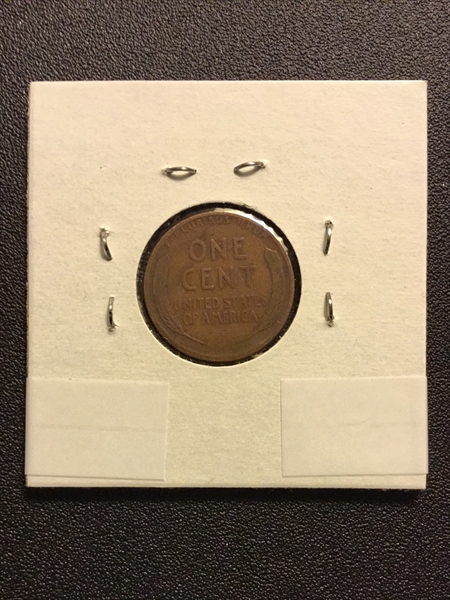 ONE
CENT
UNITED STATES
OF AMERICA